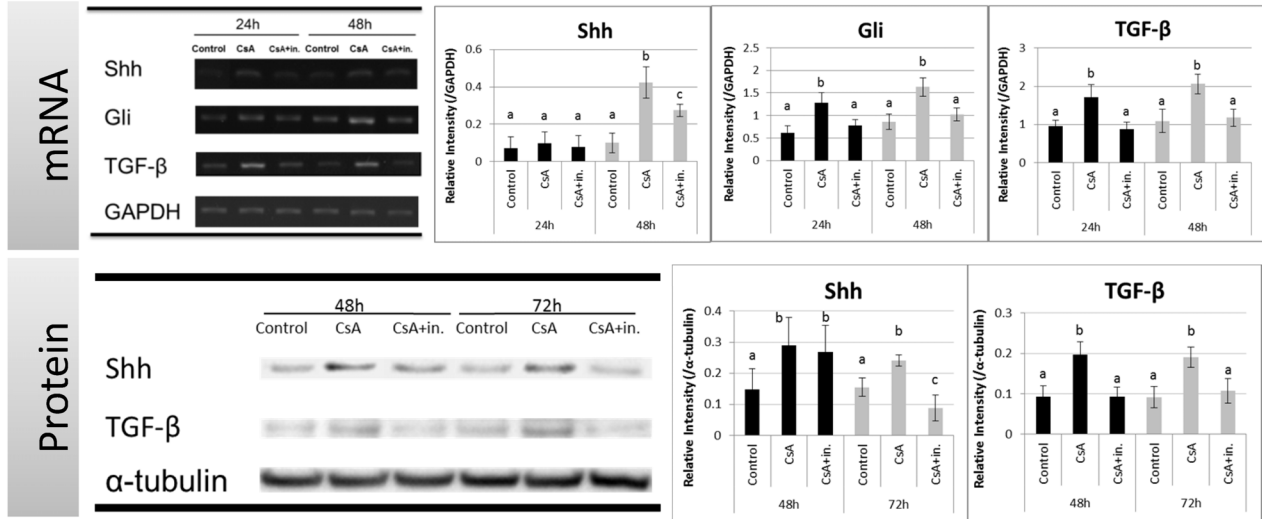 mRNA
24h 48h
Control CsA CsA+in. Control CsA CsA+in.
Shh
Gli
TGF-β
GAPDH
Shh
Relative Intensity (/GAPDH)
0.6
0.4
0.2
0
a a a a b c
Control CsA CsA+in. Control CsA CsA+in.
24h 48h
Gli
Relative Intensity (/GAPDH)
2.5
2
1.5
1
0.5
0
a b a a b a
Control CsA CsA+in. Control CsA CsA+in.
24h 48h
TGF-β
Relative Intensity (/GAPDH)
3
2
1
0
a b a a b a
Control CsA CsA+in. Control CsA CsA+in.
24h 48h
Protein
48h 72h
Control CsA CsA+in. Control CsA CsA+in.
Shh
TGF-β
α-tubulin
Shh
Relative Intensity (/α-tubulin)
0.4
0.3
0.2
0.1
0
a b b a b c
Control CsA CsA+in. Control CsA CsA+in.
48h 72h
TGF-β
Relative Intensity (/α-tubulin)
0.3
0.2
0.1
0
a b a a b a
Control CsA CsA+in. Control CsA CsA+in.
48h 72h